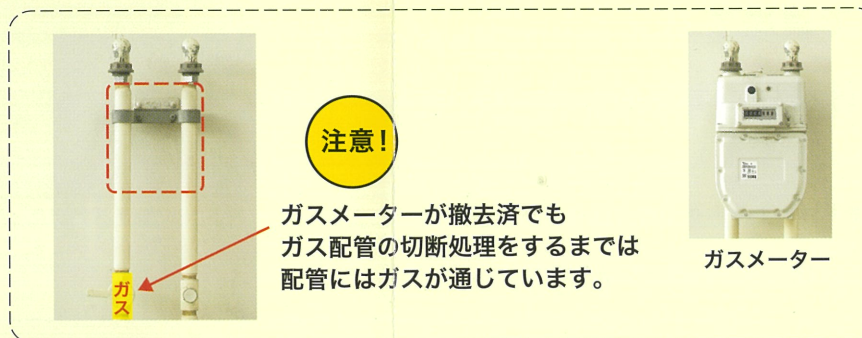 注意!
ガスメーターが撤去済でも
ガス配管の切断処理をするまでは
配管にはガスが通じています。
ガス
ガスメーター